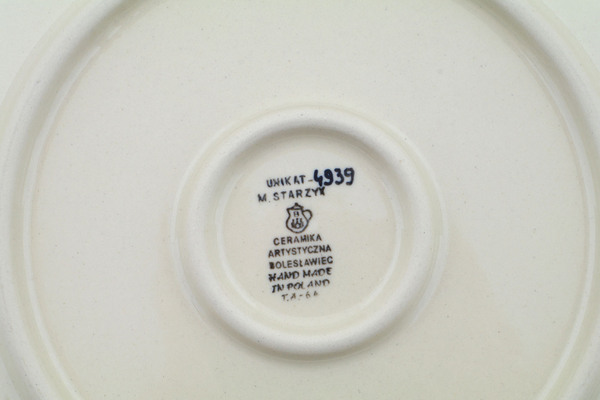 UNIKAT-4939
M. STARZYK
CERAMIKA
ARTYSTYCZNA
BOLESŁAWIEC
HAND MADE
IN POLAND